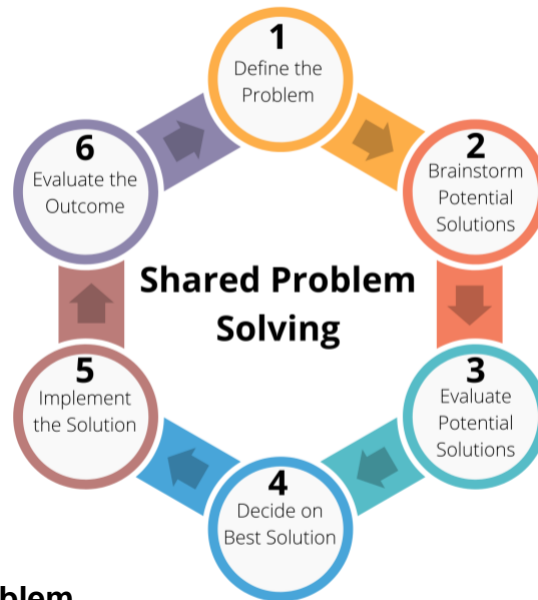 1
Define the
Problem
2
Brainstorm
Potential
Solutions
3
Evaluate
Potential
Solutions
4
Decide on
Best Solution
5
Implement
the Solution
6
Evaluate the
Outcome
Shared Problem
Solving